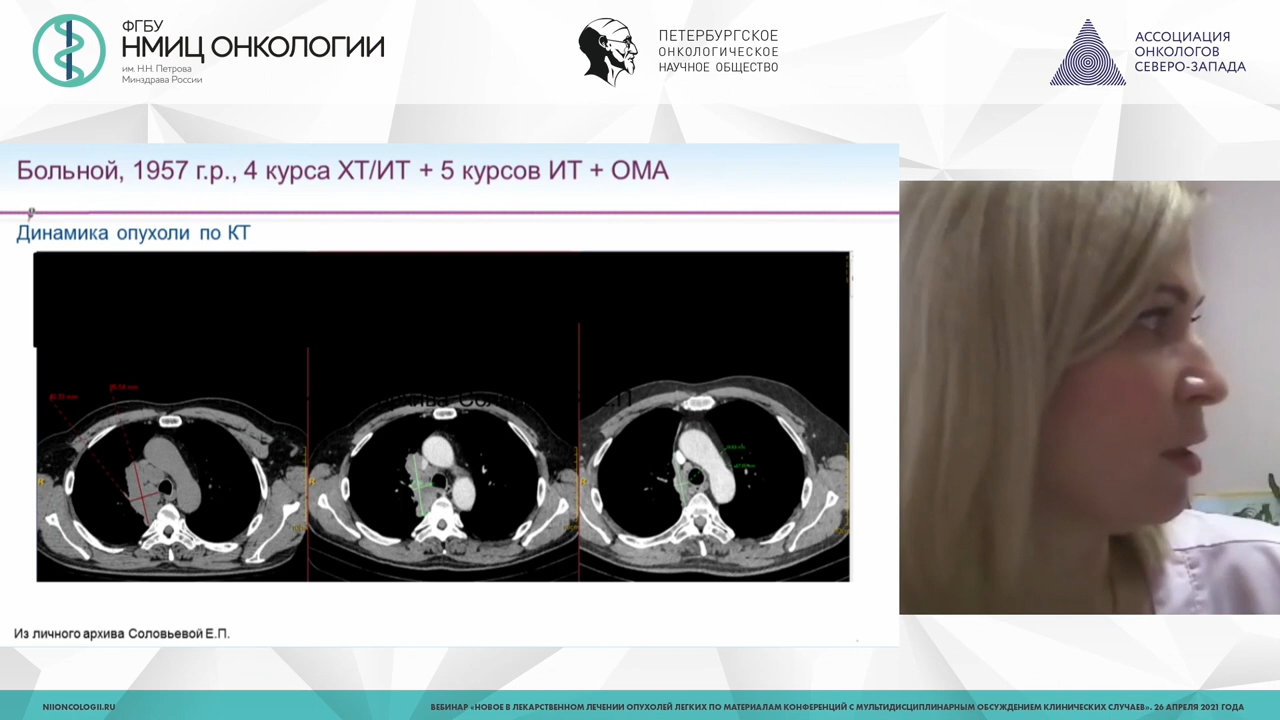 ФГБУ
НМИЦ ОНКОЛОГИИ
им. Н.Н. Петрова
Минздрава России
ПЕТЕРБУРГСКОЕ
ОНКОЛОГИЧЕСКОЕ
НАУЧНОЕ ОБЩЕСТВО
АССОЦИАЦИЯ
ОНКОЛОГОВ
СЕВЕРО-ЗАПАДА
Больной, 1957 г.р., 4 курса ХТ/ИТ + 5 курсов ИТ + ОМА
Динамика опухоли по КТ
R
R
R
Из личного архива Соловьевой Е.П.
NIIONCOLOGII.RU
ВЕБИНАР «НОВОЕ В ЛЕКАРСТВЕННОМ ЛЕЧЕНИИ ОПУХОЛЕЙ ЛЕГКИХ ПО МАТЕРИАЛАМ КОНФЕРЕНЦИЙ С МУЛЬТИДИСЦИПЛИНАРНЫМ ОБСУЖДЕНИЕМ КЛИНИЧЕСКИХ СЛУЧАЕВ». 26 АПРЕЛЯ 2021 ГОДА